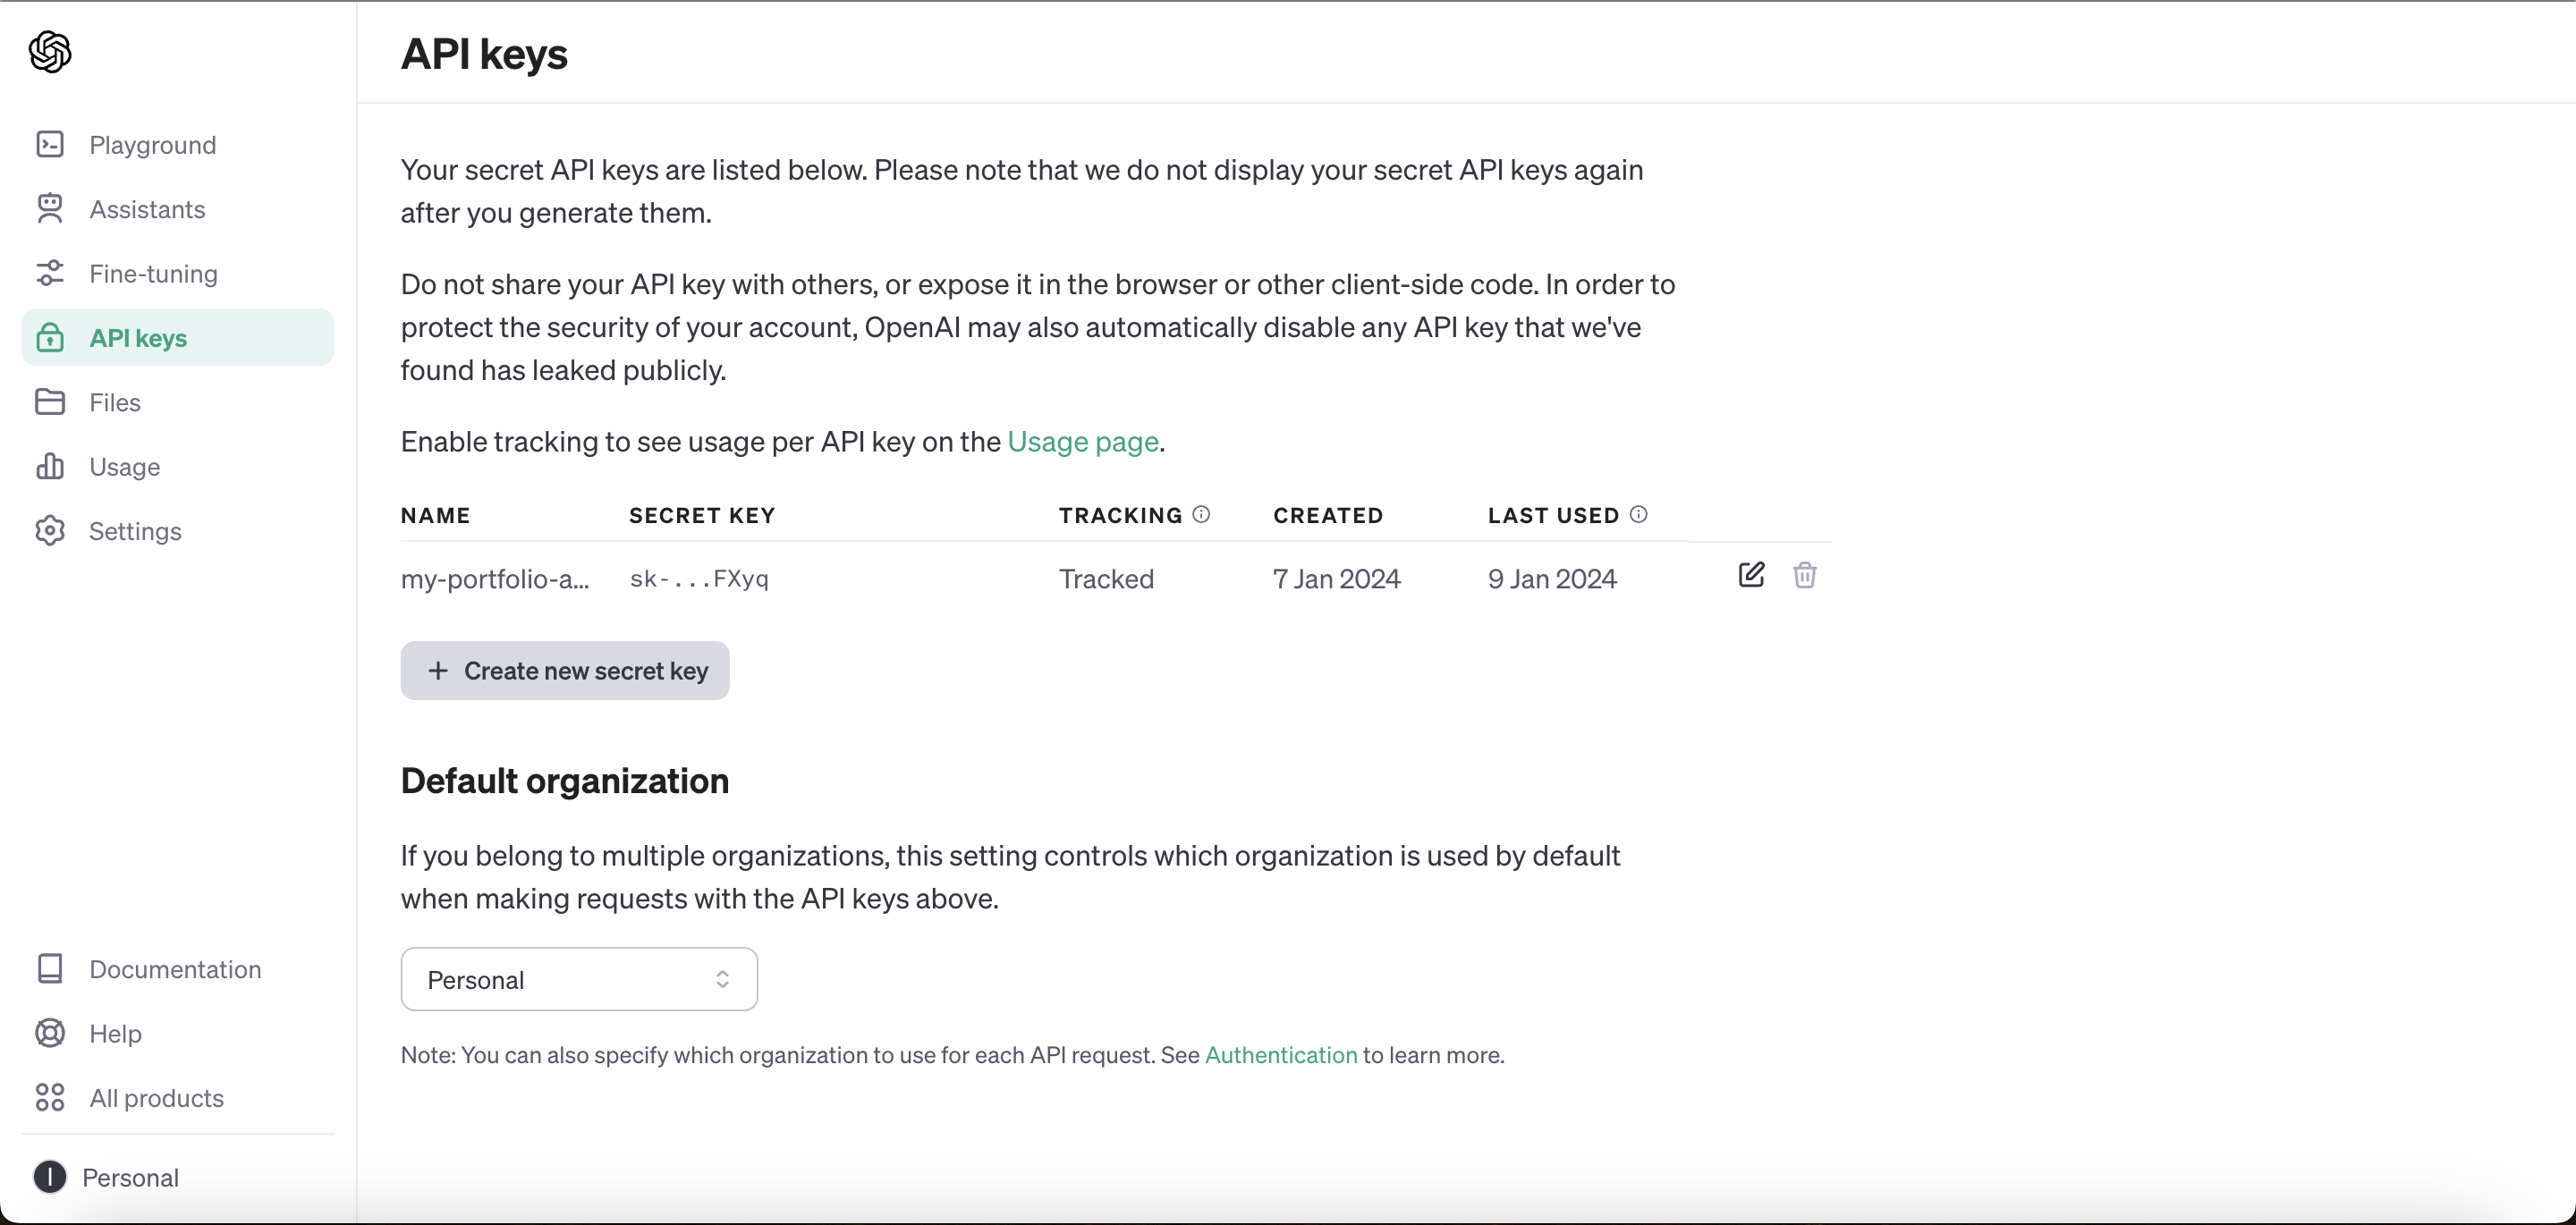 API keys
Playground
Assistants
Fine-tuning
API keys
Files
Usage
Settings
Your secret API keys are listed below. Please note that we do not display your secret API keys again
after you generate them.
Do not share your API key with others, or expose it in the browser or other client-side code. In order to
protect the security of your account, OpenAI may also automatically disable any API key that we've
found has leaked publicly.
Enable tracking to see usage per API key on the Usage page.
NAME SECRET KEY TRACKING CREATED LAST USED
my-portfolio-a... sk-...FXyq Tracked 7 Jan 2024 9 Jan 2024
+ Create new secret key
Default organization
If you belong to multiple organizations, this setting controls which organization is used by default
when making requests with the API keys above.
Personal
Note: You can also specify which organization to use for each API request. See Authentication to learn more.
Documentation
Help
All products
I Personal